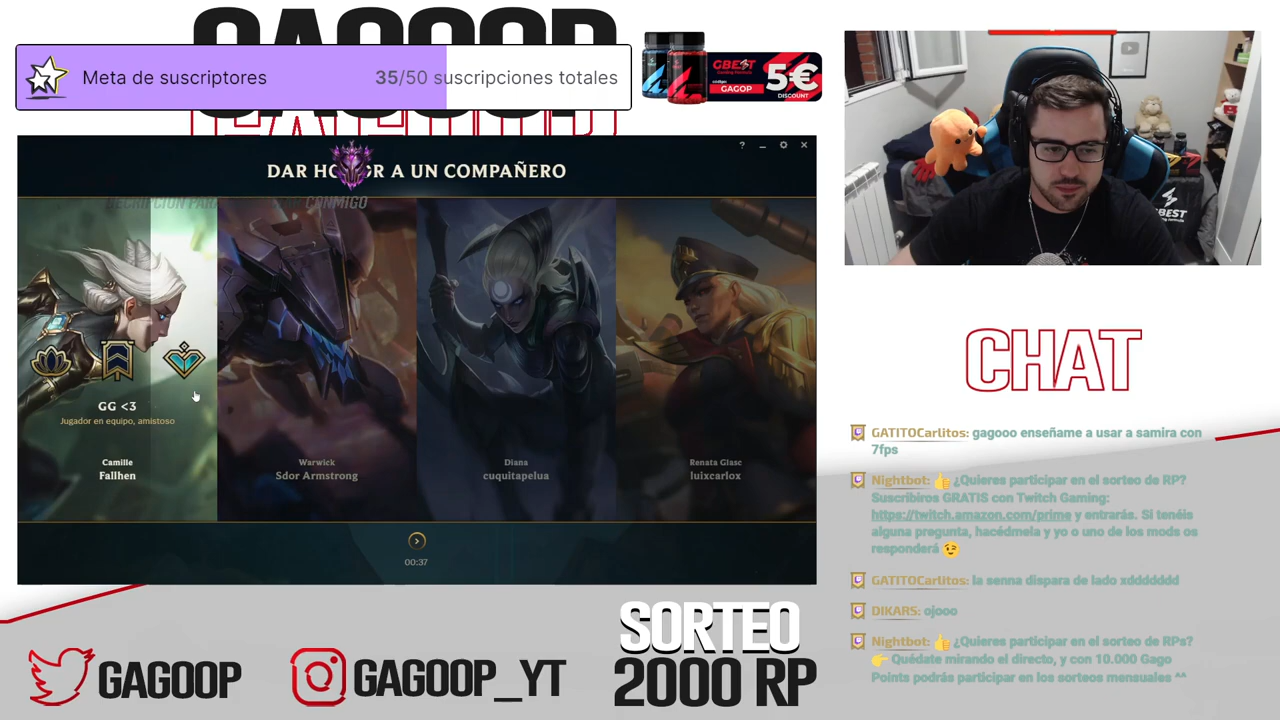 GAGOOP
Meta de suscriptores
35/50 suscripciones totales
GBEST
GAGOP
5€
DISCOUNT
DAR HONOR A UN COMPAÑERO
GG <3
Jugador en equipo, amistoso
Camille
Fallhen
Warwick
Sdor Armstrong
Diana
cuquitapelua
Renata Glasc
luixcarlox
00:37
GBEST
CHAT
GATITOCarlitos: gagooo enseñame a usar a samira con
7fps
Nightbot: 👍 ¿Quieres participar en el sorteo de RP?
Suscribiros GRATIS con Twitch Gaming:
https://twitch.amazon.com/prime y entrarás. Si tenéis
alguna pregunta, hacédmela y yo o uno de los mods os
responderá 😉
GATITOCarlitos: la senna dispara de lado xddddddd
DIKARS: ojooo
Nightbot: 👍 ¿Quieres participar en el sorteo de RPs?
👉 Quédate mirando el directo, y con 10.000 Gago
Points podrás participar en los sorteos mensuales ^^
GAGOOP
GAGOOP_YT
SORTEO
2000 RP